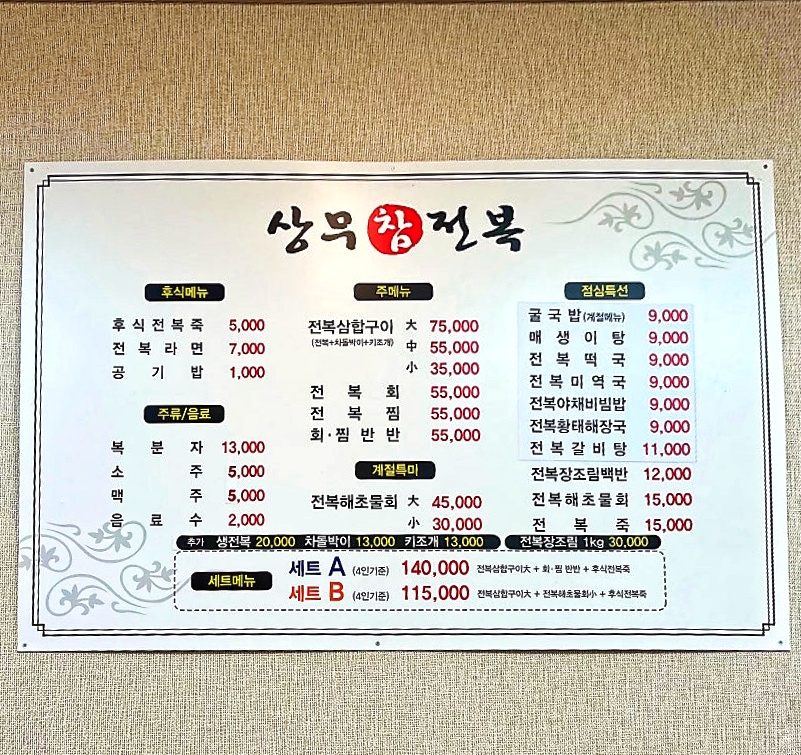 상무참전복
후식메뉴
후식전복죽 5,000
전복라면 7,000
공기밥 1,000
주류/음료
복분자 13,000
소주 5,000
맥주 5,000
음료수 2,000
주메뉴
전복삼합구이 大 75,000
(전복+차돌박이+키조개) 中 55,000
小 35,000
전복회 55,000
전복찜 55,000
회·찜반반 55,000
계절특미
전복해초물회 大 45,000
小 30,000
점심특선
굴국밥(계절메뉴) 9,000
매생이탕 9,000
전복떡국 9,000
전복미역국 9,000
전복야채비빔밥 9,000
전복황태해장국 9,000
전복갈비탕 11,000
전복장조림백반 12,000
전복해초물회 15,000
전복죽 15,000
추가 생전복 20,000 차돌박이 13,000 키조개 13,000
전복장조림 1kg 30,000
세트메뉴
세트 A (4인기준) 140,000 전복삼합구이大 + 회·찜 반반 + 후식전복죽
세트 B (4인기준) 115,000 전복삼합구이大 + 전복해초물회小 + 후식전복죽